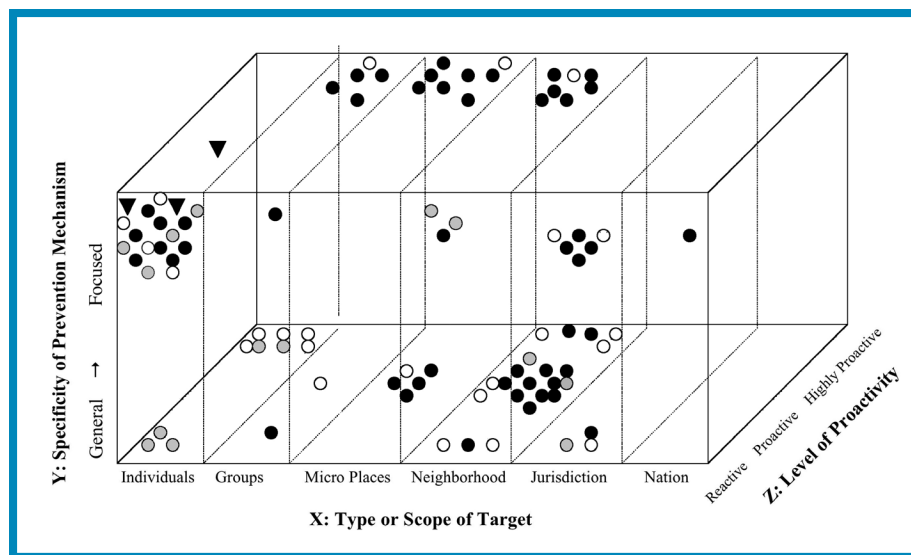 Y: Specificity of Prevention Mechanism
General → Focused
Individuals
Groups
Micro Places
Neighborhood
Jurisdiction
Nation
X: Type or Scope of Target
Reactive
Proactive
Highly Proactive
Z: Level of Proactivity